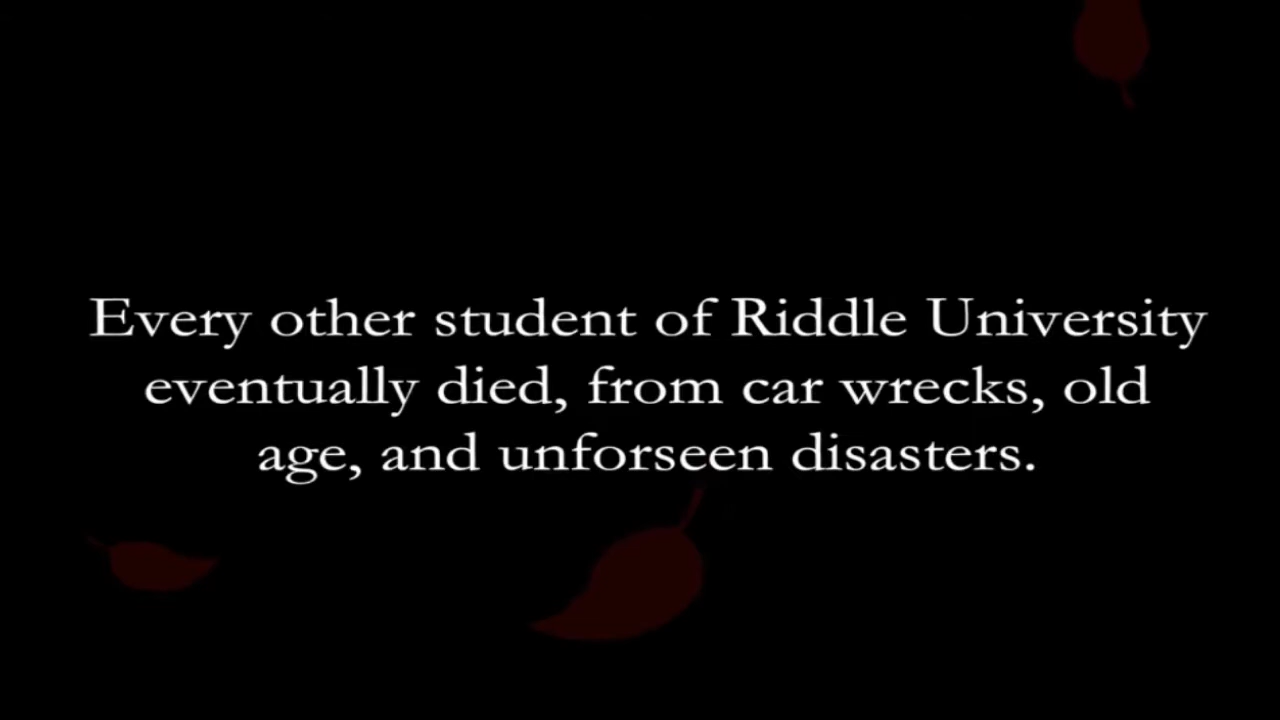 Every other student of Riddle University
eventually died, from car wrecks, old
age, and unforseen disasters.